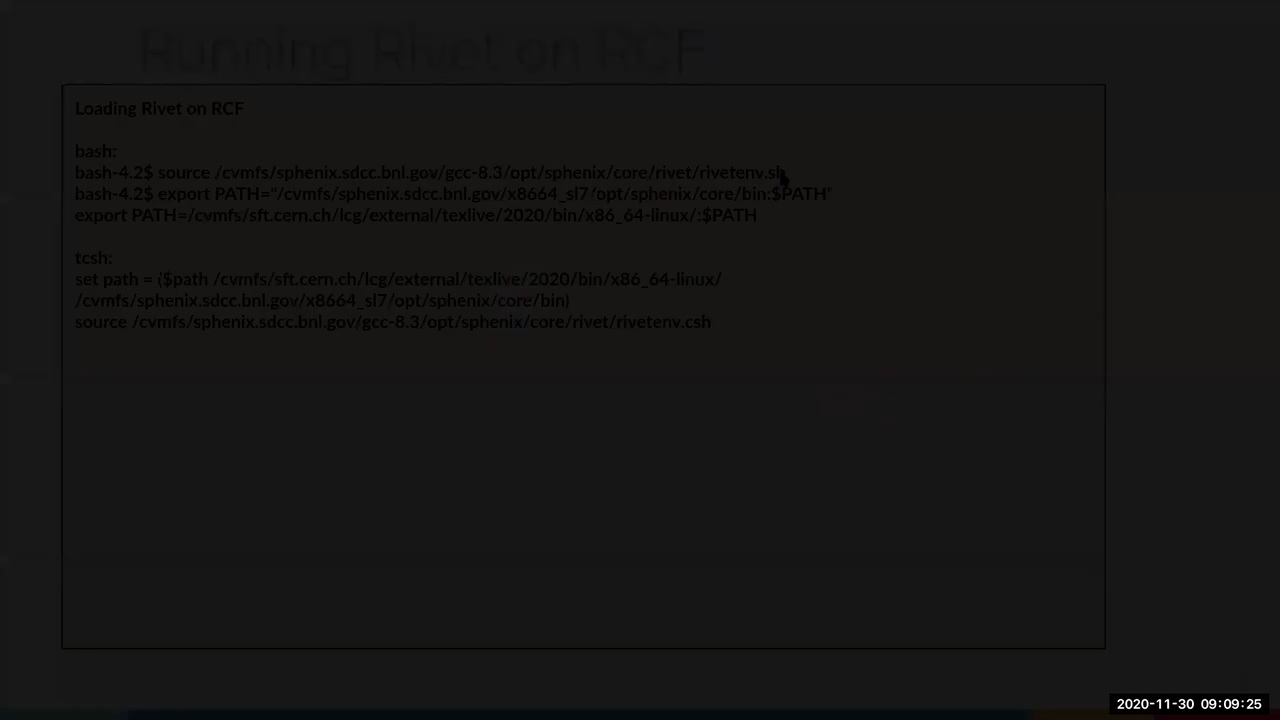 Running Rivet on RCF
Loading Rivet on RCF
bash:
bash-4.2$ source /cvmfs/sphenix.sdcc.bnl.gov/gcc-8.3/opt/sphenix/core/rivet/rivetenv.sh
bash-4.2$ export PATH="/cvmfs/sphenix.sdcc.bnl.gov/x8664_sl7/opt/sphenix/core/bin:$PATH"
export PATH=/cvmfs/sft.cern.ch/lcg/external/texlive/2020/bin/x86_64-linux/:$PATH
tcsh:
set path = ($path /cvmfs/sft.cern.ch/lcg/external/texlive/2020/bin/x86_64-linux/
/cvmfs/sphenix.sdcc.bnl.gov/x8664_sl7/opt/sphenix/core/bin)
source /cvmfs/sphenix.sdcc.bnl.gov/gcc-8.3/opt/sphenix/core/rivet/rivetenv.csh
2020-11-30 09:09:25